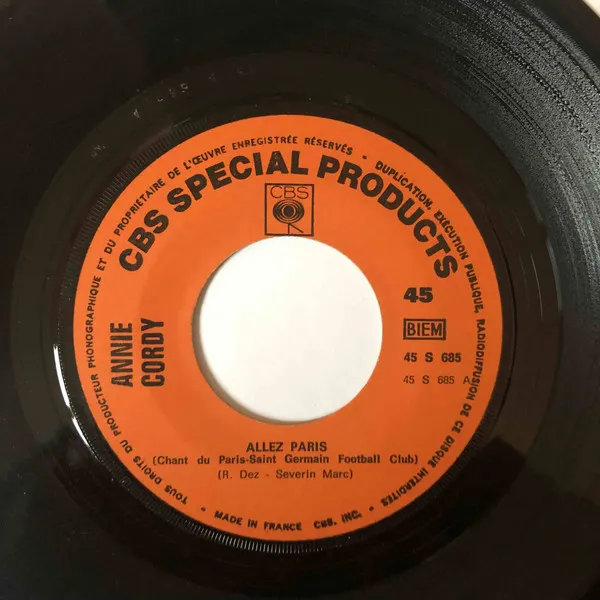 TOUS DROITS DU PRODUCTEUR PHONOGRAPHIQUE ET DU PROPRIÉTAIRE DE L'ŒUVRE ENREGISTRÉE RÉSERVÉS • DUPLICATION, EXÉCUTION PUBLIQUE, RADIODIFFUSION DE CE DISQUE INTERDITES •
CBS SPECIAL PRODUCTS
CBS
45
BIEM
45 S 685
45 S 685 A
ANNIE
CORDY
ALLEZ PARIS
(Chant du Paris-Saint Germain Football Club)
(R. Dez - Severin Marc)
MADE IN FRANCE CBS, INC.